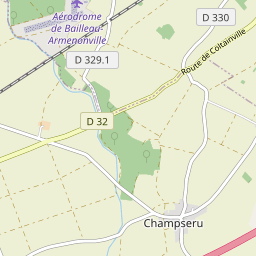 Aérodrome
de Bailleau-
Armenonville
D 330
D 329.1
Route de Coltainville
D 32
Champseru